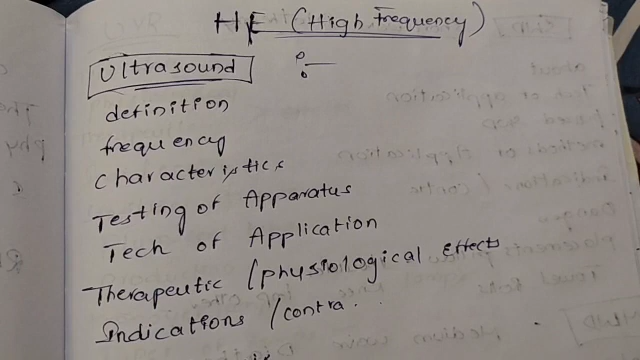 HF (High Frequency)
Ultrasound
definition
frequency
characteristics
Testing of Apparatus
Tech of Application
Therapeutic / physiological effects
Indications / contra.